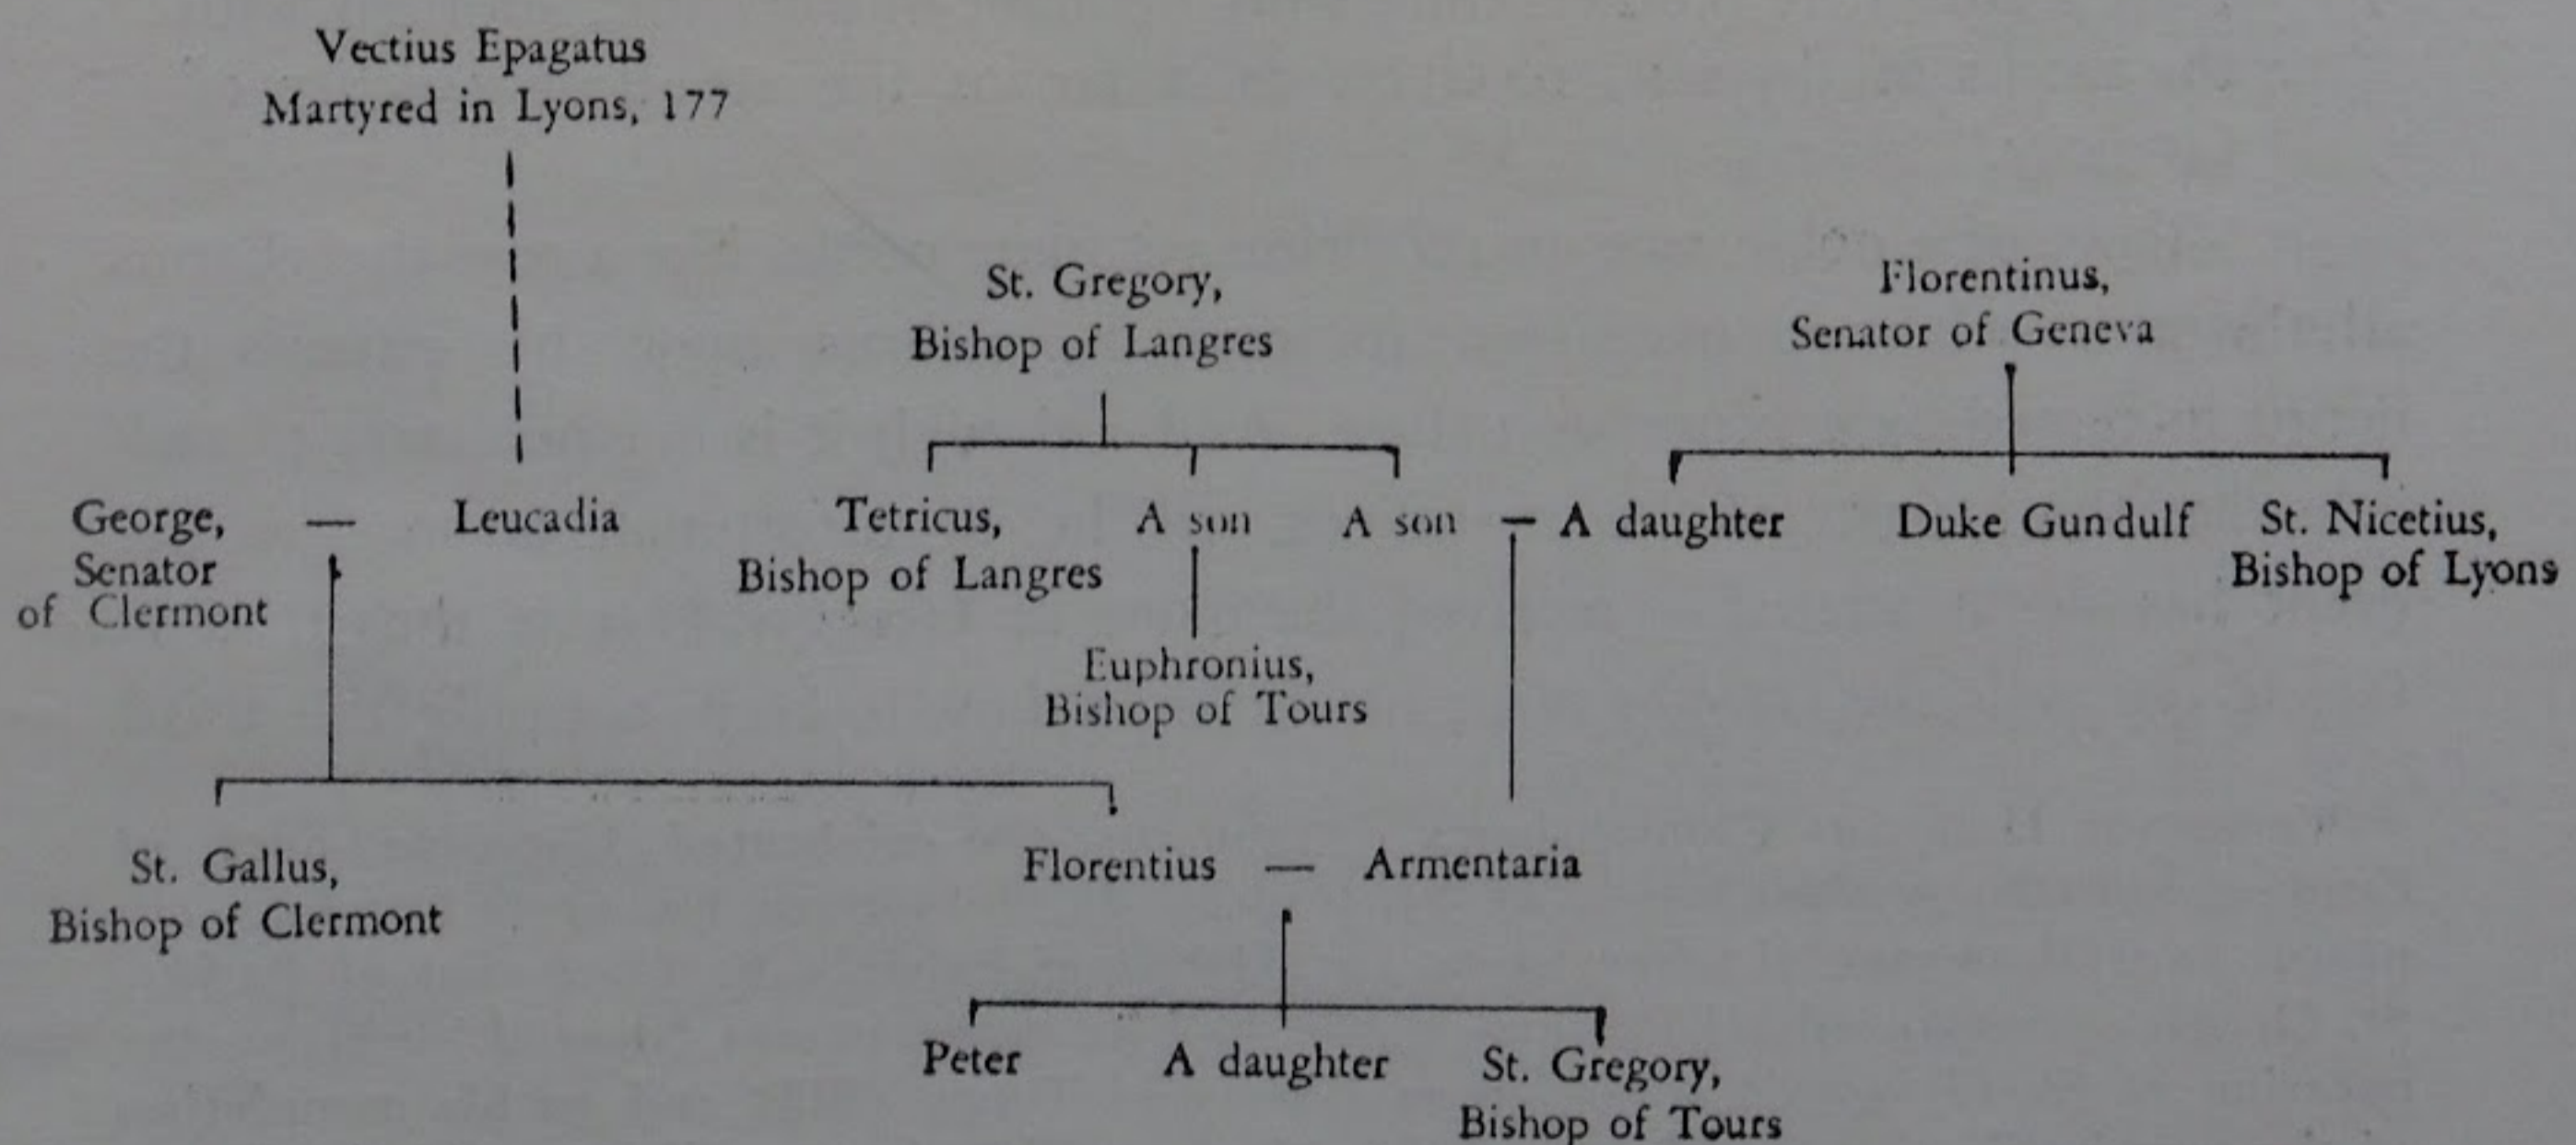 Vectius Epagatus
Martyred in Lyons, 177
St. Gregory,
Bishop of Langres
Florentinus,
Senator of Geneva
George,
Senator
of Clermont
—
Leucadia
Tetricus,
Bishop of Langres
A son
A son
—
A daughter
Duke Gundulf
St. Nicetius,
Bishop of Lyons
Euphronius,
Bishop of Tours
St. Gallus,
Bishop of Clermont
Florentius — Armentaria
Peter
A daughter
St. Gregory,
Bishop of Tours